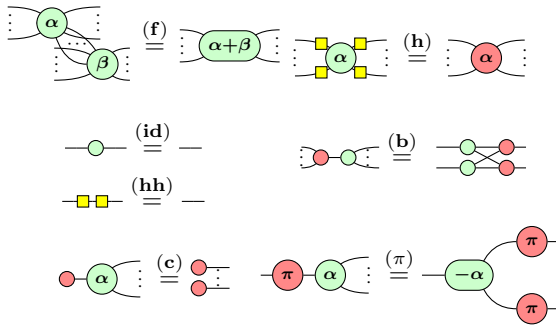 α β (f) = α+β α (h) = α
(id) = (b) =
(hh) =
α (c) = π α (π) = −α π π